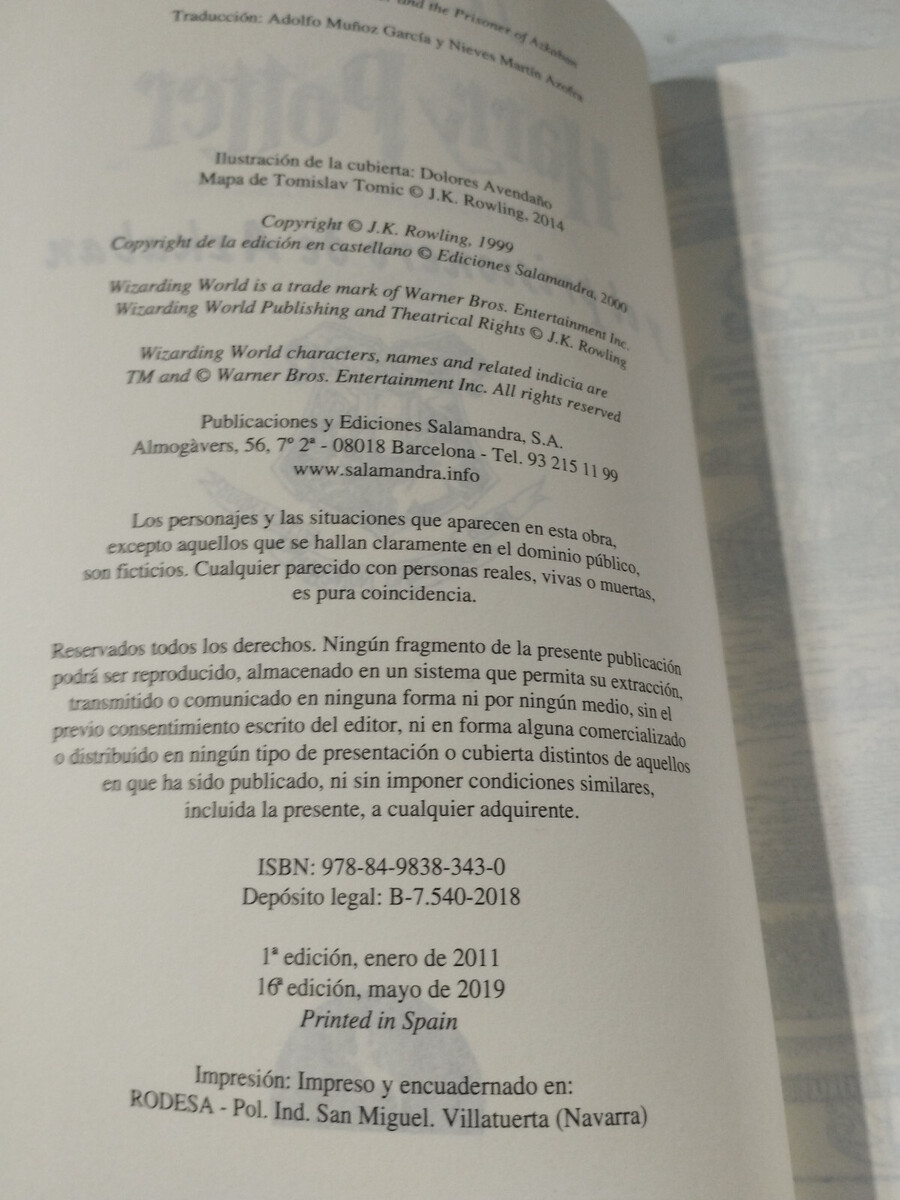 and the Prisoner of Azkaban
Traducción: Adolfo Muñoz García y Nieves Martín Azofra
Ilustración de la cubierta: Dolores Avendaño
Mapa de Tomislav Tomic © J.K. Rowling, 2014
Copyright © J.K. Rowling, 1999
Copyright de la edición en castellano © Ediciones Salamandra, 2000
Wizarding World is a trade mark of Warner Bros. Entertainment Inc.
Wizarding World Publishing and Theatrical Rights © J.K. Rowling
Wizarding World characters, names and related indicia are
TM and © Warner Bros. Entertainment Inc. All rights reserved
Publicaciones y Ediciones Salamandra, S.A.
Almogàvers, 56, 7º 2ª - 08018 Barcelona - Tel. 93 215 11 99
www.salamandra.info
Los personajes y las situaciones que aparecen en esta obra,
excepto aquellos que se hallan claramente en el dominio público,
son ficticios. Cualquier parecido con personas reales, vivas o muertas,
es pura coincidencia.
Reservados todos los derechos. Ningún fragmento de la presente publicación
podrá ser reproducido, almacenado en un sistema que permita su extracción,
transmitido o comunicado en ninguna forma ni por ningún medio, sin el
previo consentimiento escrito del editor, ni en forma alguna comercializado
o distribuido en ningún tipo de presentación o cubierta distintos de aquellos
en que ha sido publicado, ni sin imponer condiciones similares,
incluida la presente, a cualquier adquirente.
ISBN: 978-84-9838-343-0
Depósito legal: B-7.540-2018
1ª edición, enero de 2011
16ª edición, mayo de 2019
Printed in Spain
Impresión: Impreso y encuadernado en:
RODESA - Pol. Ind. San Miguel. Villatuerta (Navarra)